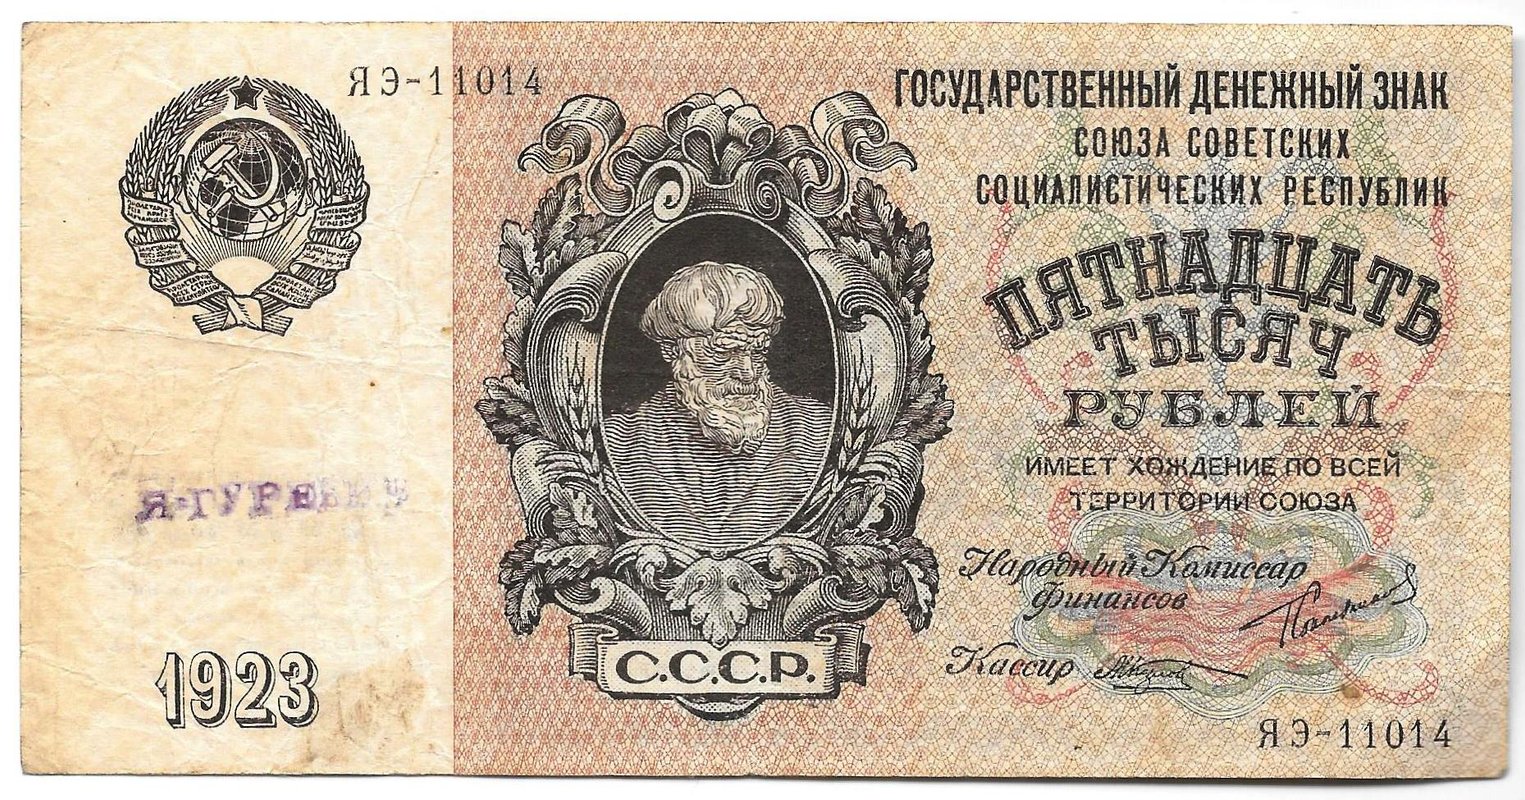 ЯЭ-11014
ГОСУДАРСТВЕННЫЙ ДЕНЕЖНЫЙ ЗНАК
СОЮЗА СОВЕТСКИХ
СОЦИАЛИСТИЧЕСКИХ РЕСПУБЛИК
ПЯТНАДЦАТЬ
ТЫСЯЧ
РУБЛЕЙ
ИМЕЕТ ХОЖДЕНИЕ ПО ВСЕЙ
ТЕРРИТОРИИ СОЮЗА
Народный Комиссар
Финансов
Кассир
С.С.С.Р.
1923
ЯЭ-11014